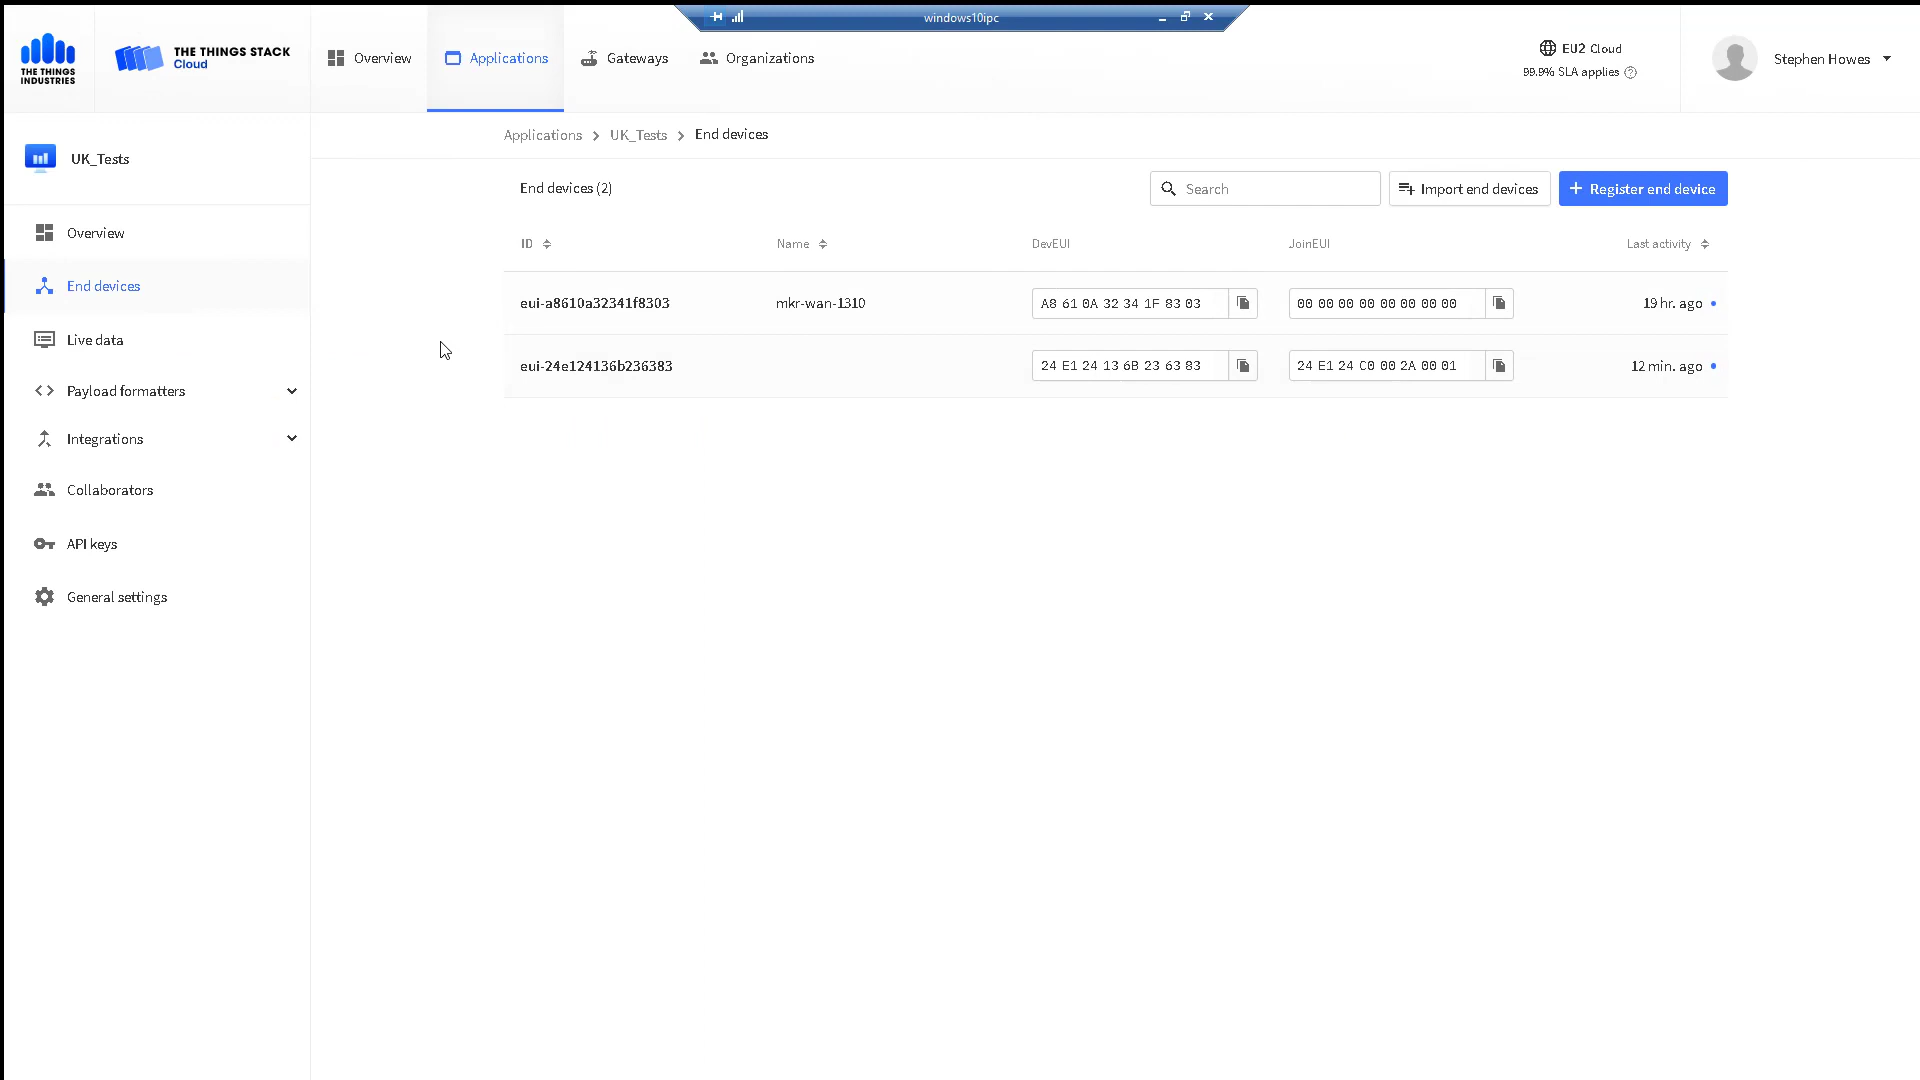 windows10ipc
THE THINGS INDUSTRIES
THE THINGS STACK
Cloud
Overview
Applications
Gateways
Organizations
EU2 Cloud
99.9% SLA applies
Stephen Howes
UK_Tests
Overview
End devices
Live data
Payload formatters
Integrations
Collaborators
API keys
General settings
Applications > UK_Tests > End devices
End devices (2)
Search
Import end devices
+ Register end device
ID Name DevEUI JoinEUI Last activity
eui-a8610a32341f8303 mkr-wan-1310 A8 61 0A 32 34 1F 83 03 00 00 00 00 00 00 00 00 19 hr. ago
eui-24e124136b236383 24 E1 24 13 6B 23 63 83 24 E1 24 C0 00 2A 00 01 12 min. ago